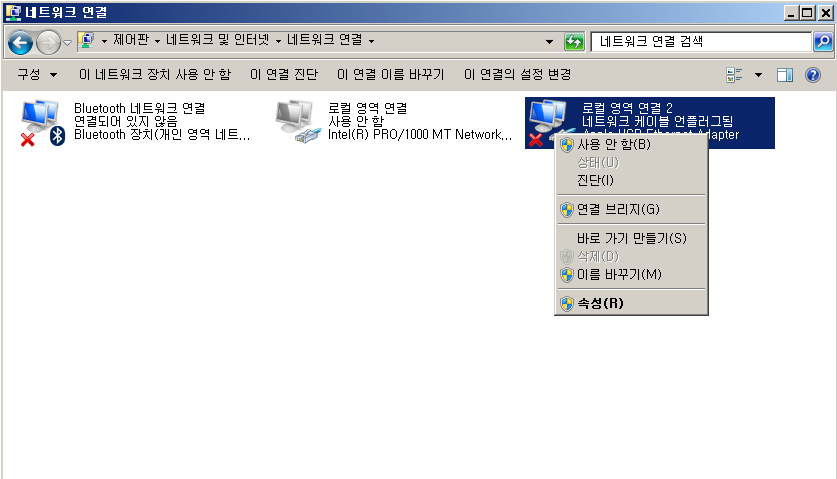 네트워크 연결
제어판 네트워크 및 인터넷 네트워크 연결
네트워크 연결 검색
구성 이 네트워크 장치 사용 안 함 이 연결 진단 이 연결 이름 바꾸기 이 연결의 설정 변경
Bluetooth 네트워크 연결
연결되어 있지 않음
Bluetooth 장치(개인 영역 네트...
로컬 영역 연결
사용 안 함
Intel(R) PRO/1000 MT Network,...
로컬 영역 연결 2
네트워크 케이블 언플러그됨
Apple USB Ethernet Adapter
사용 안 함(B)
상태(U)
진단(I)
연결 브리지(G)
바로 가기 만들기(S)
삭제(D)
이름 바꾸기(M)
속성(R)